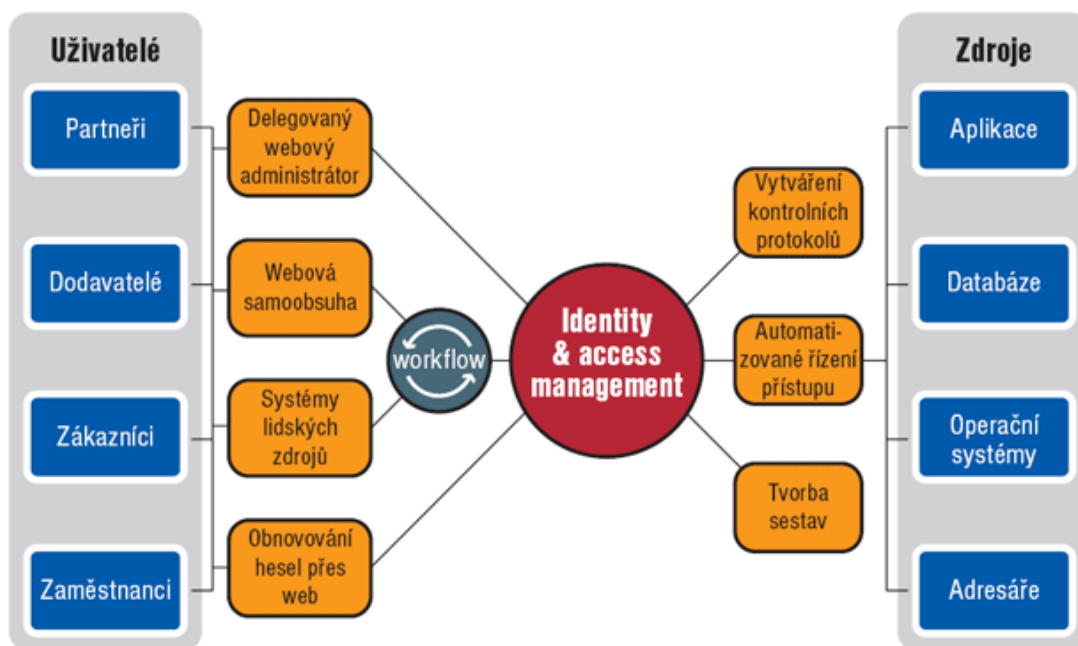 Uživatelé
Partneři
Dodavatelé
Zákazníci
Zaměstnanci
Delegovaný
webový
administrátor
Webová
samoobsuha
Systémy
lidských
zdrojů
Obnovování
hesel přes
web
workflow
Identity
& access
management
Vytváření
kontrolních
protokolů
Automati-
zované řízení
přístupu
Tvorba
sestav
Zdroje
Aplikace
Databáze
Operační
systémy
Adresáře